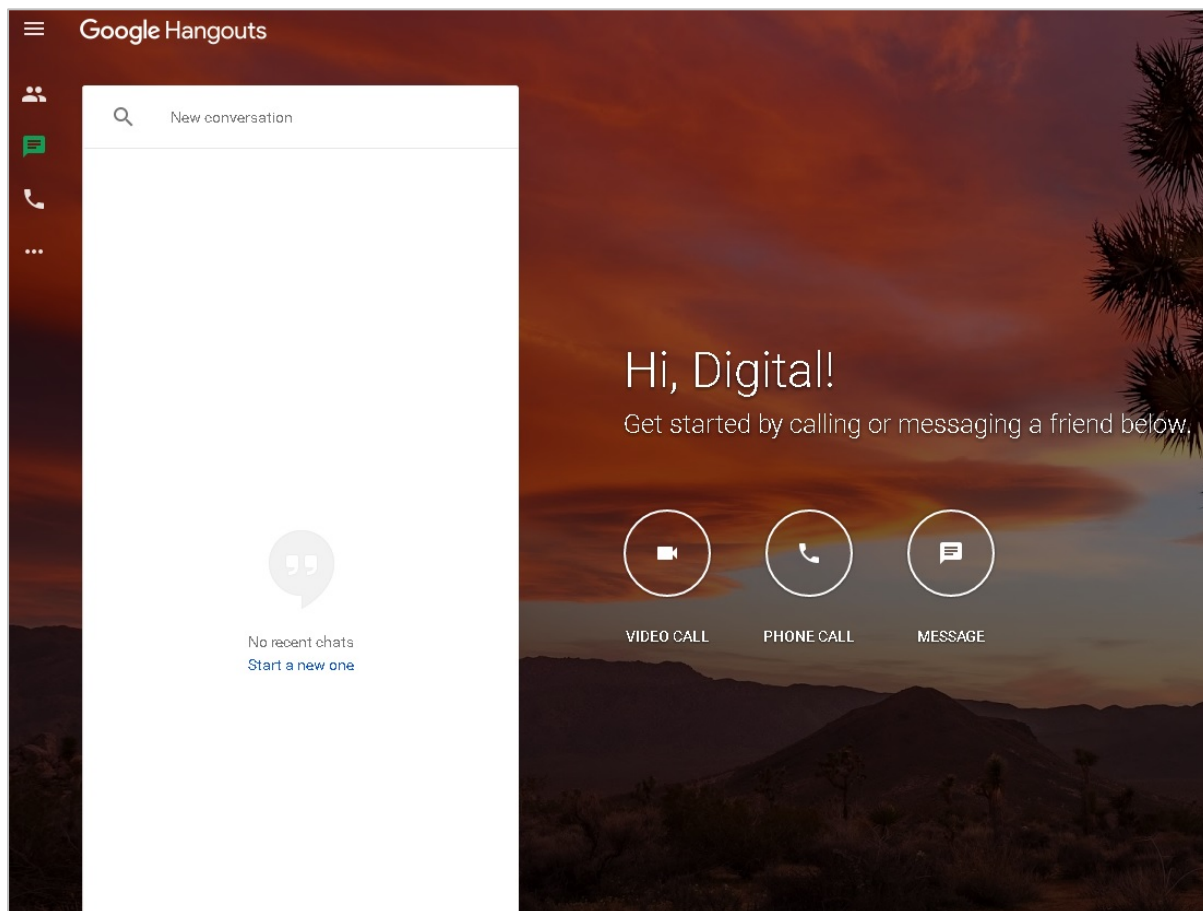 Google Hangouts
New conversation
No recent chats
Start a new one
Hi, Digital!
Get started by calling or messaging a friend below.
VIDEO CALL
PHONE CALL
MESSAGE